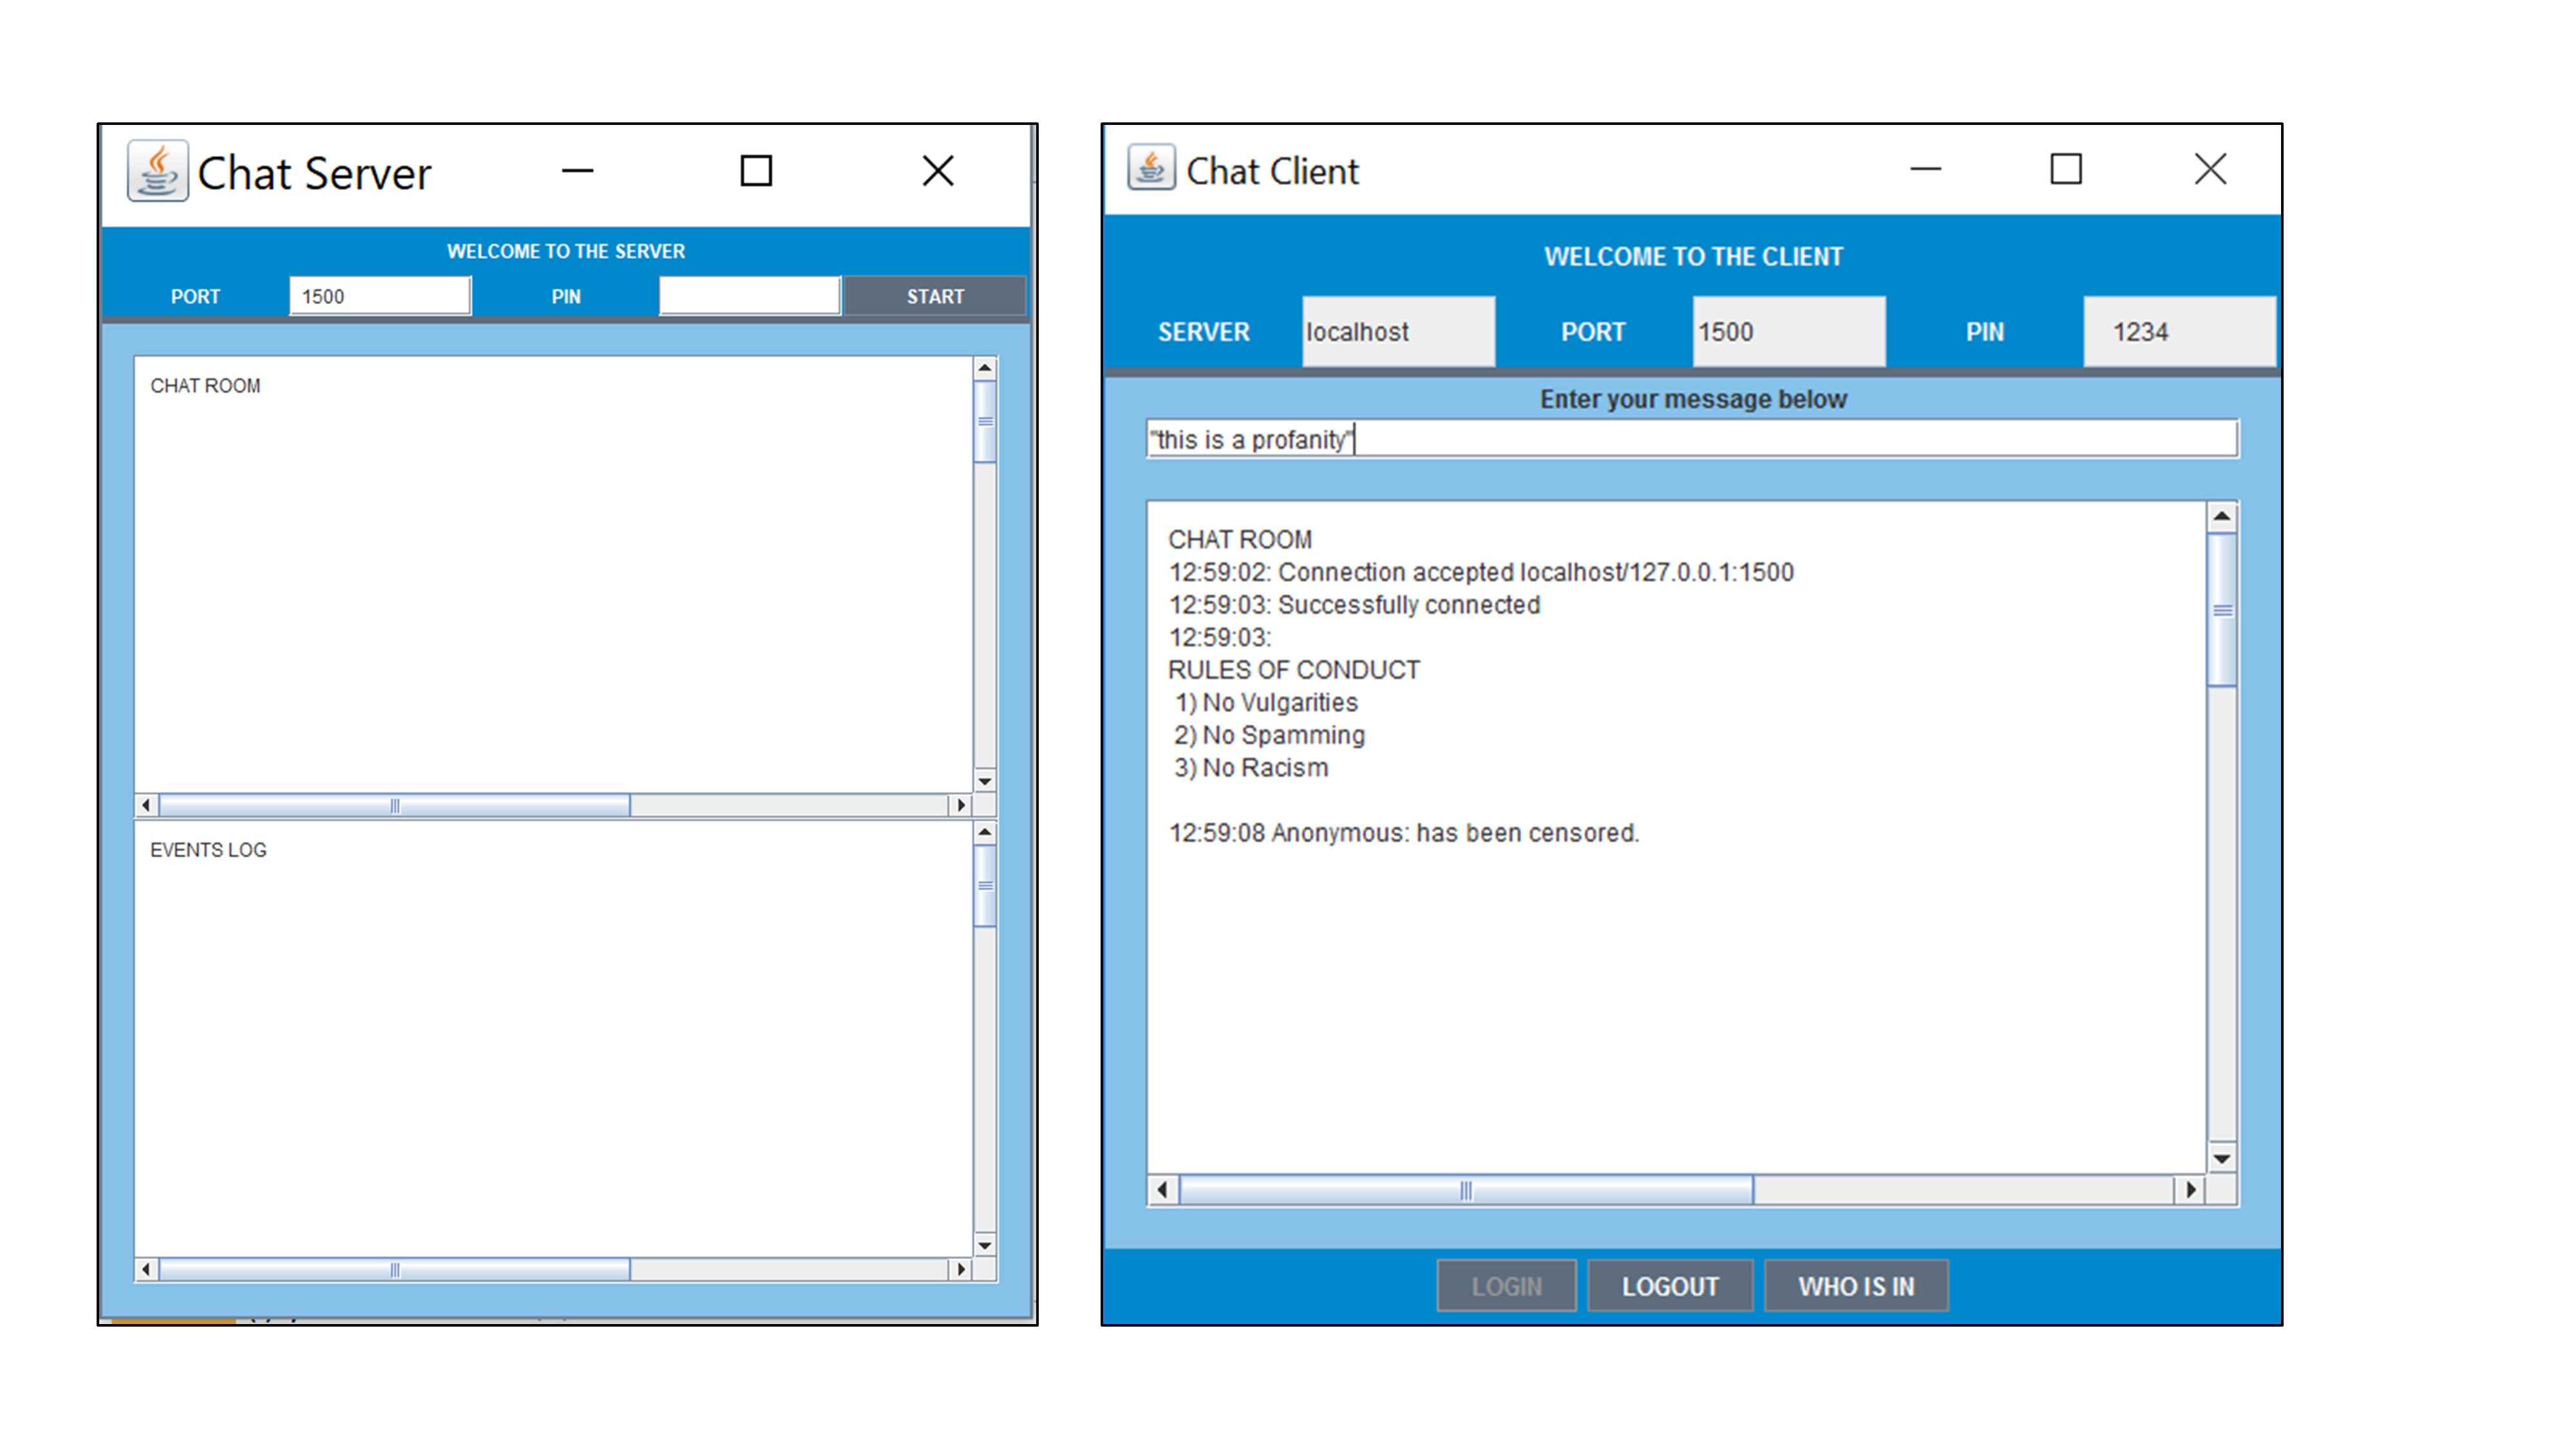 Chat Server
WELCOME TO THE SERVER
PORT 1500 PIN START
CHAT ROOM
EVENTS LOG
Chat Client
WELCOME TO THE CLIENT
SERVER localhost PORT 1500 PIN 1234
Enter your message below
"this is a profanity"
CHAT ROOM
12:59:02: Connection accepted localhost/127.0.0.1:1500
12:59:03: Successfully connected
12:59:03:
RULES OF CONDUCT
1) No Vulgarities
2) No Spamming
3) No Racism
12:59:08 Anonymous: has been censored.
LOGIN LOGOUT WHO IS IN